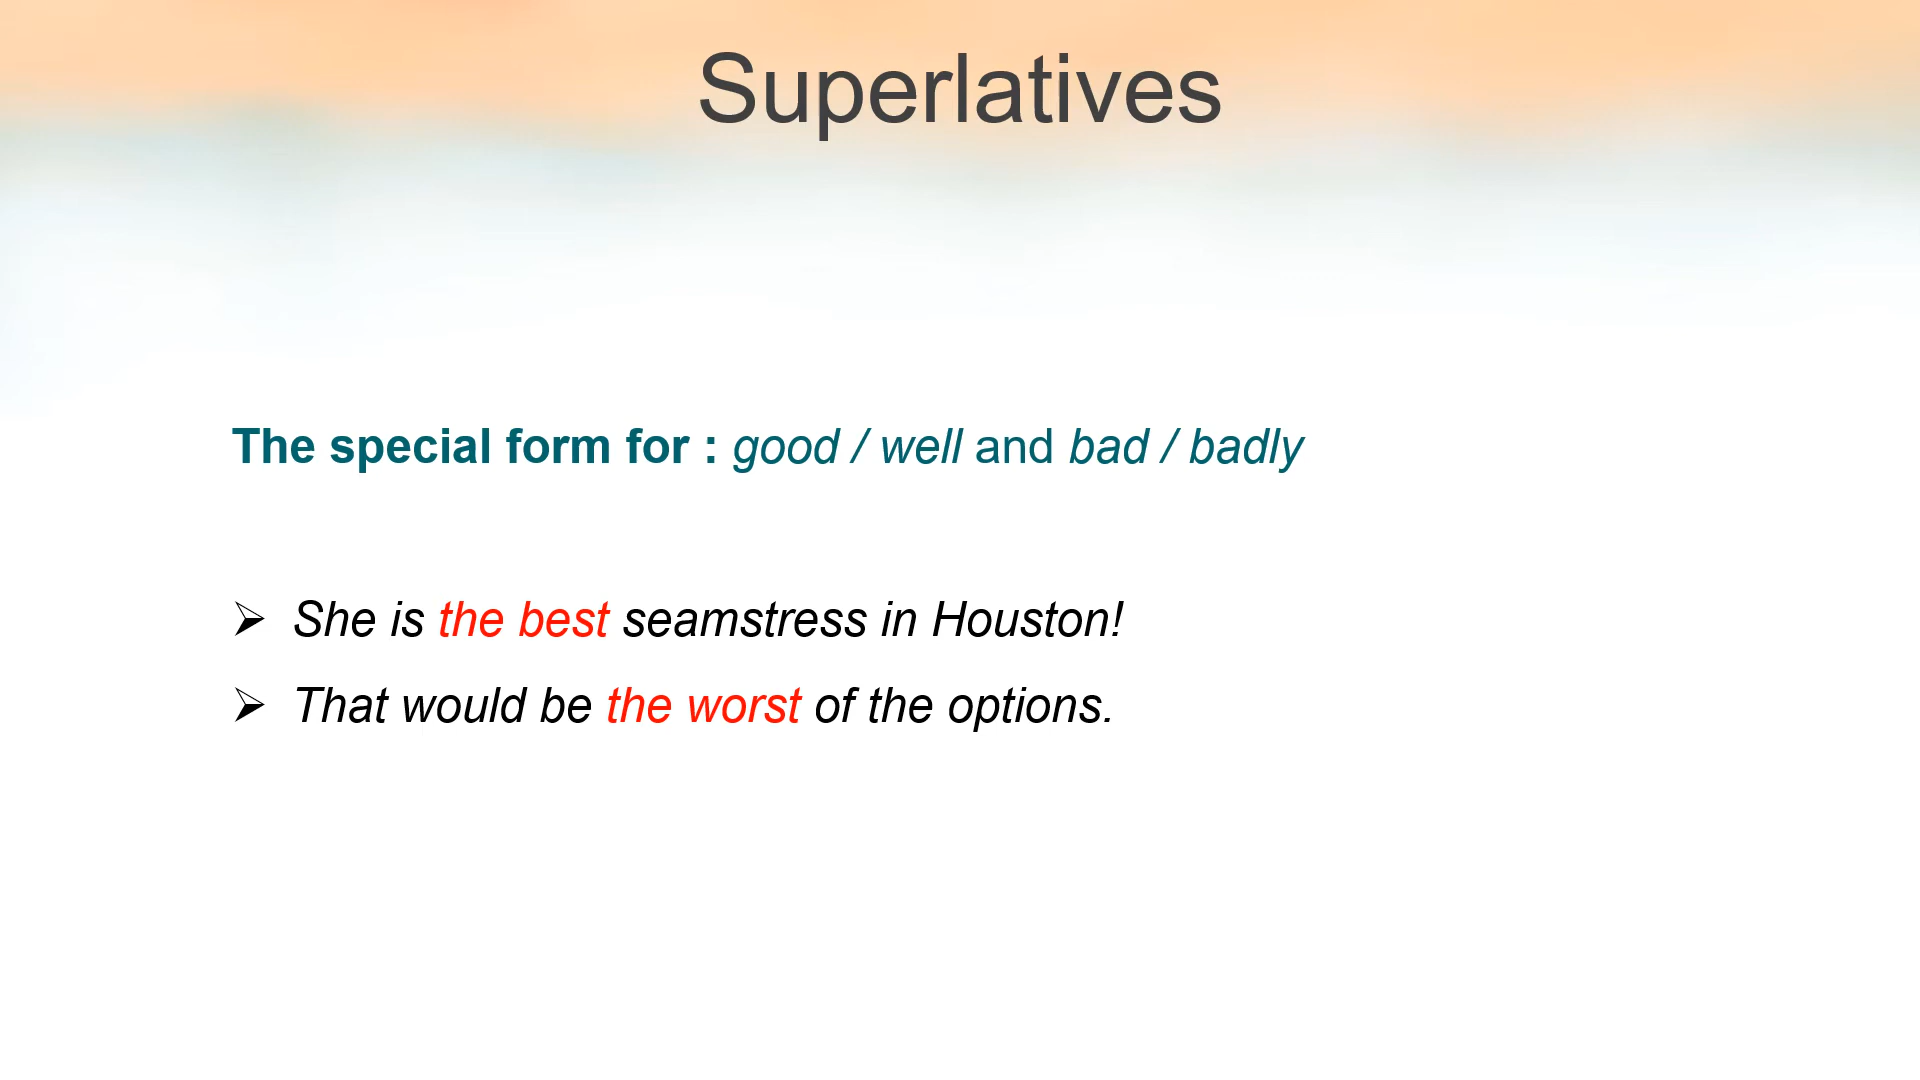 Superlatives
The special form for : good / well and bad / badly
➢ She is the best seamstress in Houston!
➢ That would be the worst of the options.